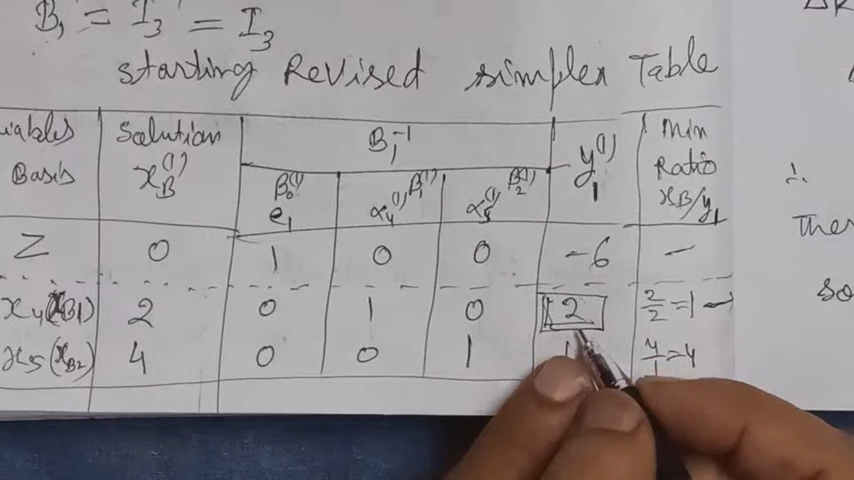 B₁ = I₃ = I₃
starting Revised simplex Table
Basis
Solution x_B^(1)
B₁⁻¹
y₁^(1)
Min Ratio x_B/y₁
β₀^(1) e₁
α₄^(1) β₁^(1)
α₅^(1) β₂^(1)
Z 0 1 0 0 -6 -
x₄(x_B1) 2 0 1 0 2 2/2=1→
x₅(x_B2) 4 0 0 1 1 4/1=4
∴
so